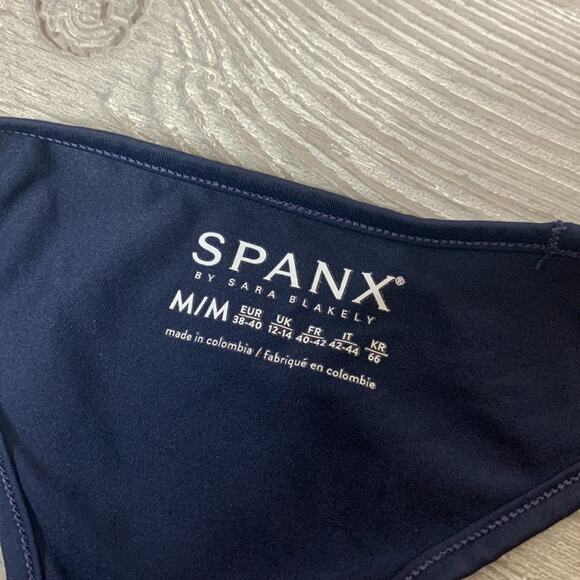 SPANX®
BY SARA BLAKELY
M/M EUR 38-40 UK 12-14 FR 40-42 IT 42-44 KR 66
made in colombia / fabriqué en colombie